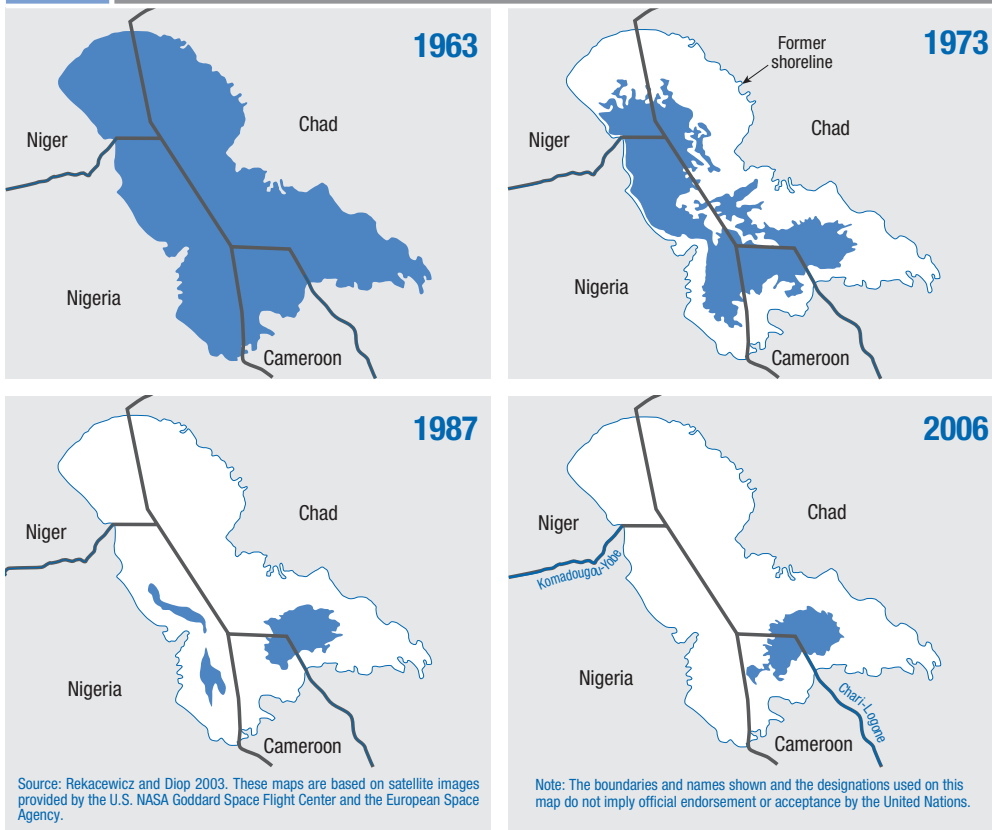 1963
Niger
Chad
Nigeria
Cameroon
1973
Former
shoreline
Niger
Chad
Nigeria
Cameroon
1987
Niger
Chad
Nigeria
Cameroon
Source: Rekacewicz and Diop 2003. These maps are based on satellite images
provided by the U.S. NASA Goddard Space Flight Center and the European Space
Agency.
2006
Niger
Chad
Komadougou-Yobe
Nigeria
Chari-Logone
Cameroon
Note: The boundaries and names shown and the designations used on this
map do not imply official endorsement or acceptance by the United Nations.